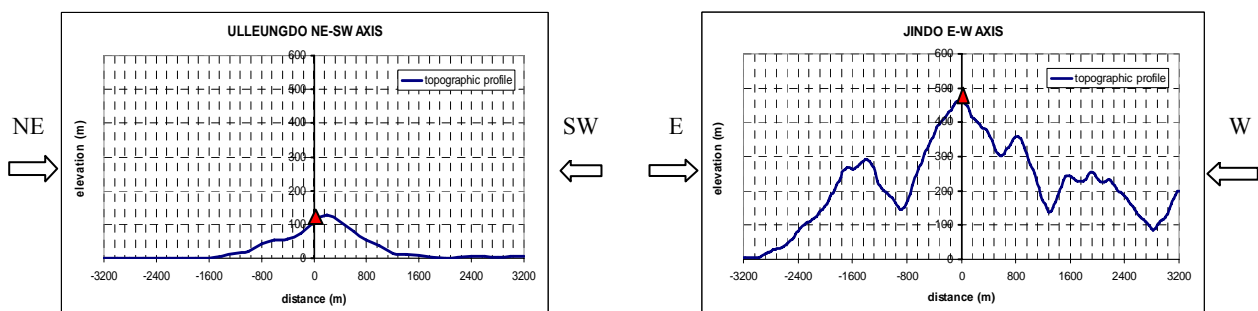 ULLEUNGDO NE-SW AXIS
600
500
400
300
200
100
0
elevation (m)
topographic profile
-3200 -2400 -1600 -800 0 800 1600 2400 3200
distance (m)
NE
SW
JINDO E-W AXIS
600
500
400
300
200
100
0
elevation (m)
topographic profile
-3200 -2400 -1600 -800 0 800 1600 2400 3200
distance (m)
E
W